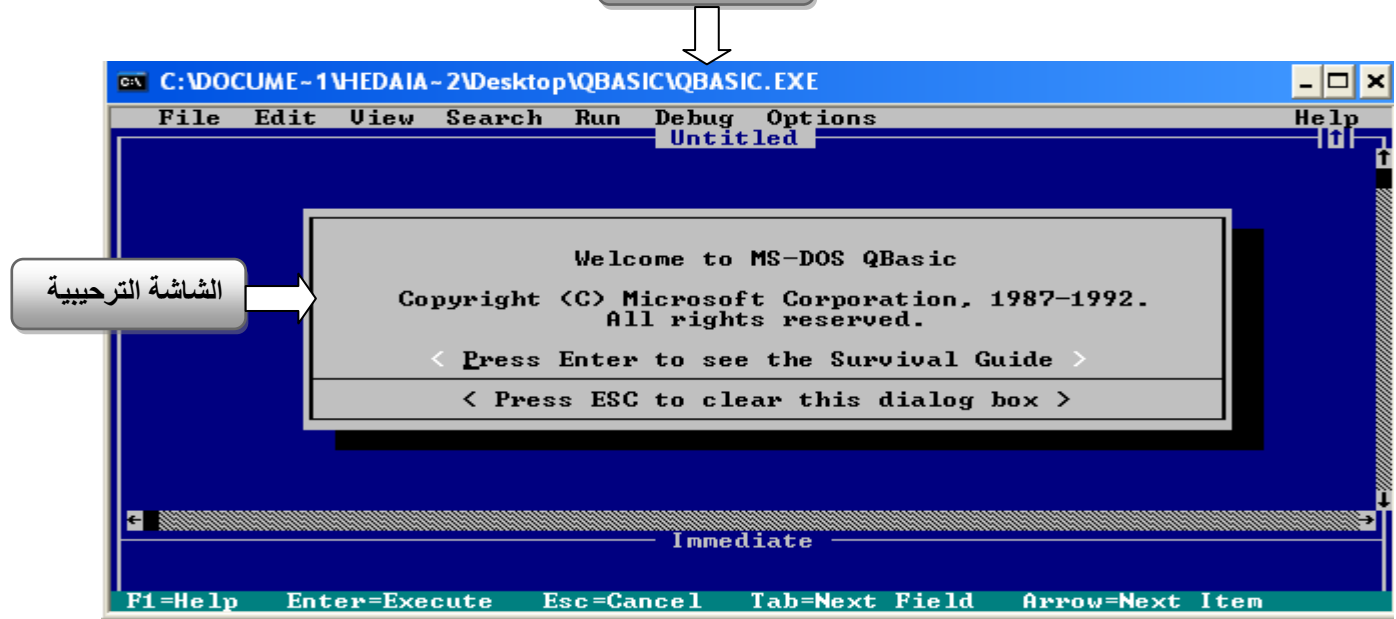 C:\DOCUME~1\HEDAIA~2\Desktop\QBASIC\QBASIC.EXE
File Edit View Search Run Debug Options Help
Untitled
Welcome to MS-DOS QBasic
الشاشة الترحيبية
Copyright (C) Microsoft Corporation, 1987-1992.
All rights reserved.
< Press Enter to see the Survival Guide >
< Press ESC to clear this dialog box >
Immediate
F1=Help Enter=Execute Esc=Cancel Tab=Next Field Arrow=Next Item